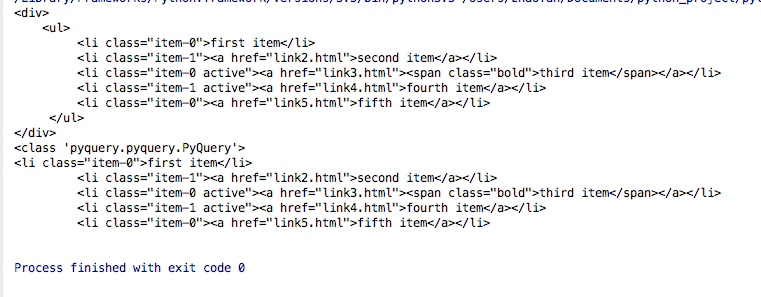 <div>
    <ul>
         <li class="item-0">first item</li>
         <li class="item-1"><a href="link2.html">second item</a></li>
         <li class="item-0 active"><a href="link3.html"><span class="bold">third item</span></a></li>
         <li class="item-1 active"><a href="link4.html">fourth item</a></li>
         <li class="item-0"><a href="link5.html">fifth item</a></li>
     </ul>
</div>
<class 'pyquery.pyquery.PyQuery'>
<li class="item-0">first item</li>
         <li class="item-1"><a href="link2.html">second item</a></li>
         <li class="item-0 active"><a href="link3.html"><span class="bold">third item</span></a></li>
         <li class="item-1 active"><a href="link4.html">fourth item</a></li>
         <li class="item-0"><a href="link5.html">fifth item</a></li>
Process finished with exit code 0